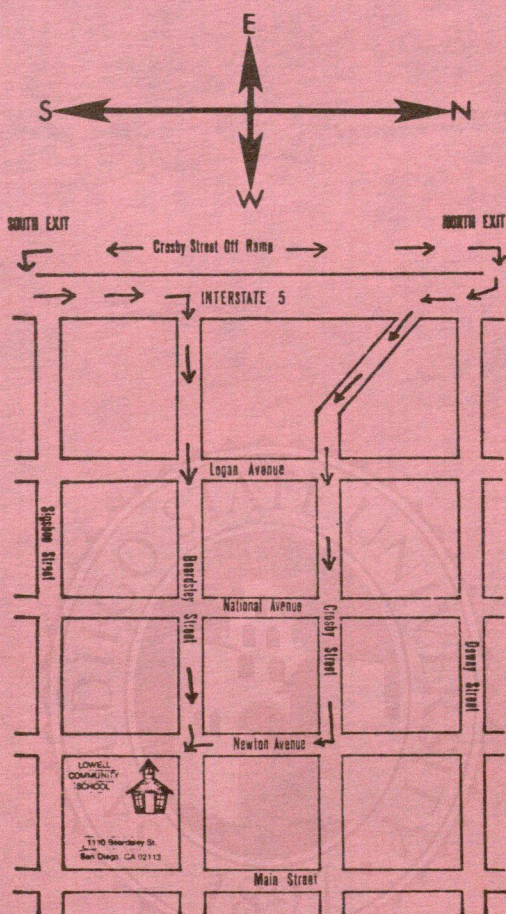 E
S N
W
SOUTH EXIT
NORTH EXIT
Crosby Street Off Ramp
INTERSTATE 5
Logan Avenue
Sigsbee Street
Beardsley Street
National Avenue
Crosby Street
Dewey Street
Newton Avenue
LOWELL
COMMUNITY
SCHOOL
1110 Beardsley St.
San Diego, CA 92113
Main Street